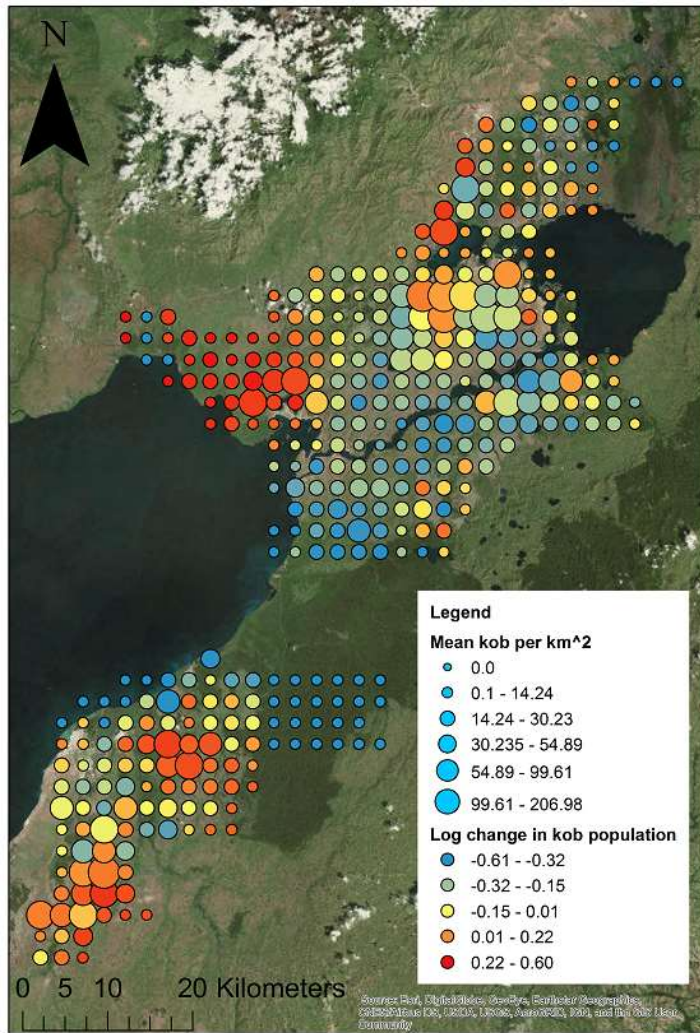 N
Legend
Mean kob per km^2
0.0
0.1 - 14.24
14.24 - 30.23
30.235 - 54.89
54.89 - 99.61
99.61 - 206.98
Log change in kob population
-0.61 - -0.32
-0.32 - -0.15
-0.15 - 0.01
0.01 - 0.22
0.22 - 0.60
0 5 10 20 Kilometers
Source: Esri, DigitalGlobe, GeoEye, Earthstar Geographics,
CNES/Airbus DS, USDA, USGS, AeroGRID, IGN, and the GIS User
Community